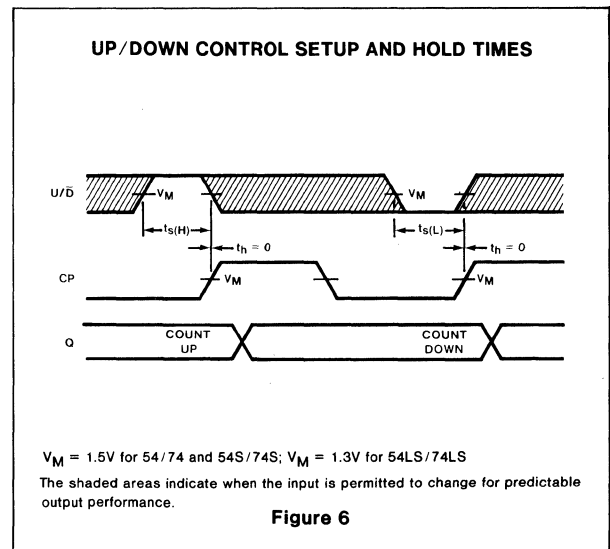 UP/DOWN CONTROL SETUP AND HOLD TIMES
U/D̄
VM
VM
ts(H)
ts(L)
th = 0
th = 0
CP
VM
VM
Q
COUNT UP
COUNT DOWN
VM = 1.5V for 54/74 and 54S/74S; VM = 1.3V for 54LS/74LS
The shaded areas indicate when the input is permitted to change for predictable
output performance.
Figure 6